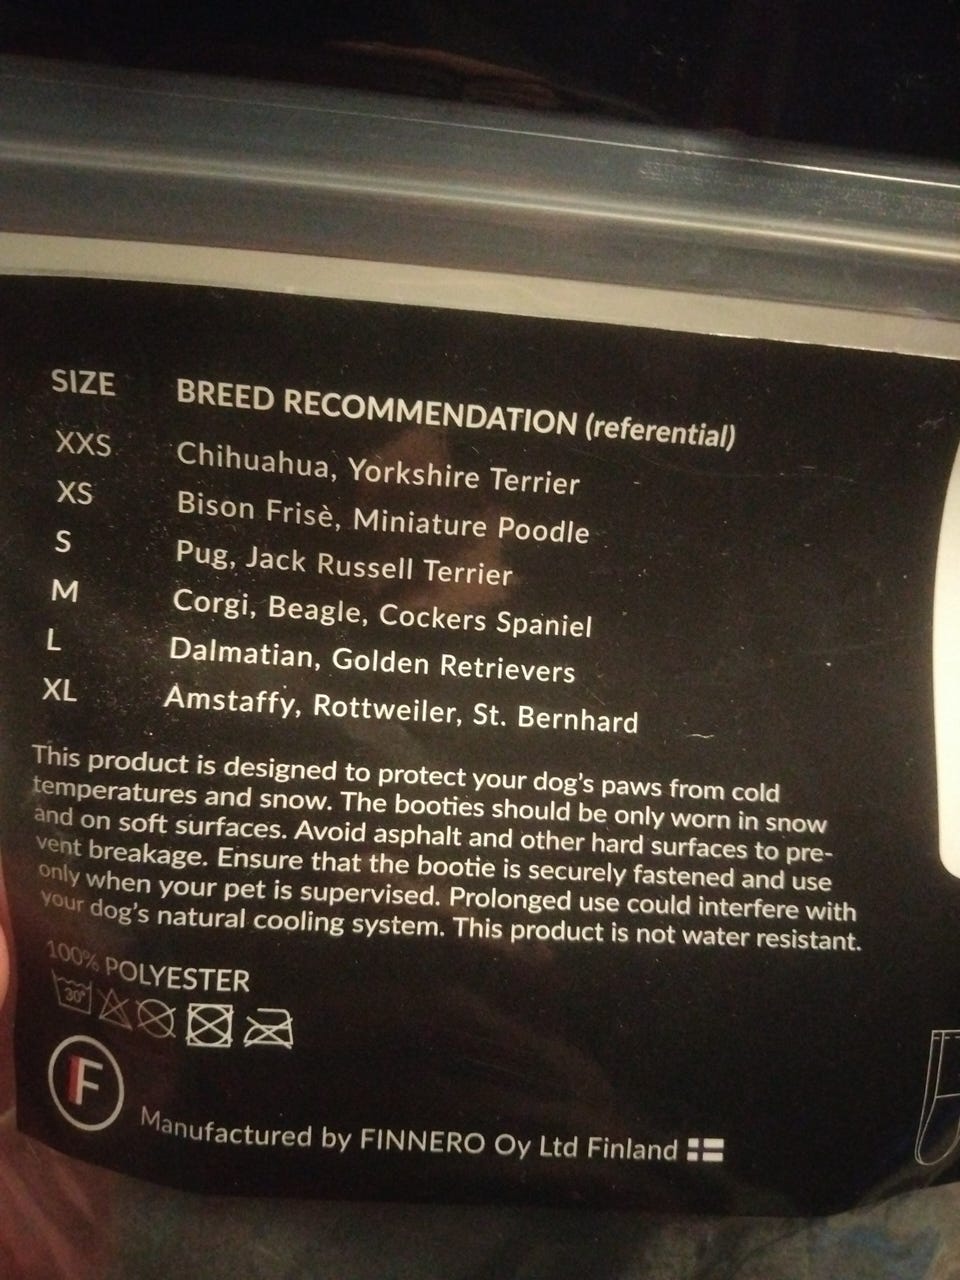 SIZE BREED RECOMMENDATION (referential)
XXS Chihuahua, Yorkshire Terrier
XS Bison Frisè, Miniature Poodle
S Pug, Jack Russell Terrier
M Corgi, Beagle, Cockers Spaniel
L Dalmatian, Golden Retrievers
XL Amstaffy, Rottweiler, St. Bernhard
This product is designed to protect your dog's paws from cold
temperatures and snow. The booties should be only worn in snow
and on soft surfaces. Avoid asphalt and other hard surfaces to pre-
vent breakage. Ensure that the bootie is securely fastened and use
only when your pet is supervised. Prolonged use could interfere with
your dog's natural cooling system. This product is not water resistant.
100% POLYESTER
30°
F
Manufactured by FINNERO Oy Ltd Finland